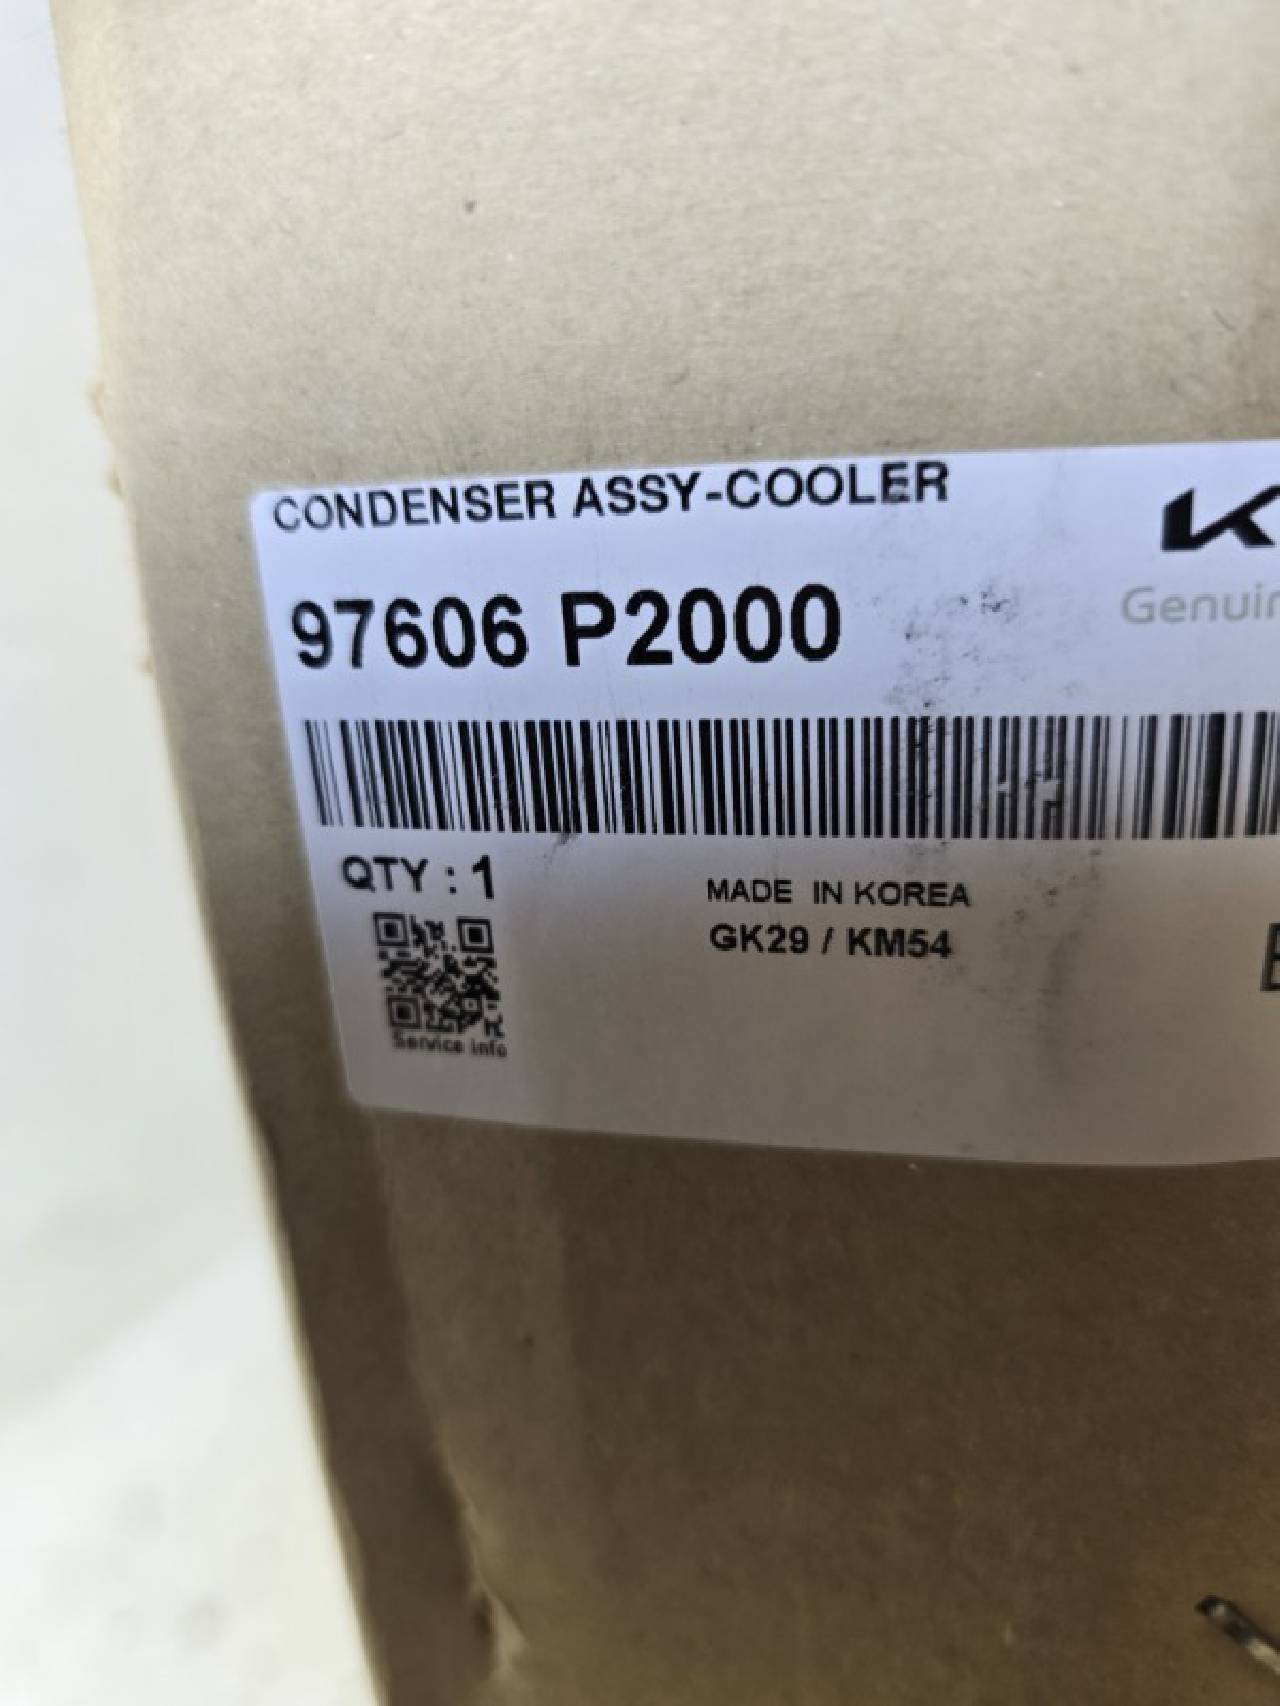 CONDENSER ASSY-COOLER
97606 P2000
QTY : 1
MADE IN KOREA
GK29 / KM54
Service info